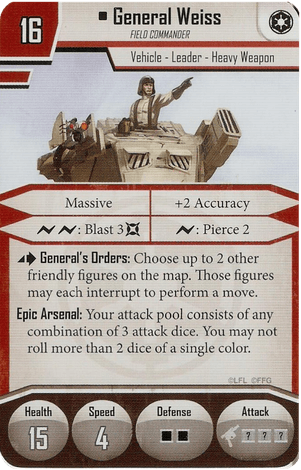 General Weiss
16
FIELD COMMANDER
Vehicle - Leader - Heavy Weapon
Massive
+2 Accuracy
: Blast 3
: Pierce 2
General's Orders: Choose up to 2 other
friendly figures on the map. Those figures
may each interrupt to perform a move.
Epic Arsenal: Your attack pool consists of any
combination of 3 attack dice. You may not
roll more than 2 dice of a single color.
©LFL ©FFG
Health
Speed
Defense
Attack
15
4
? ? ?